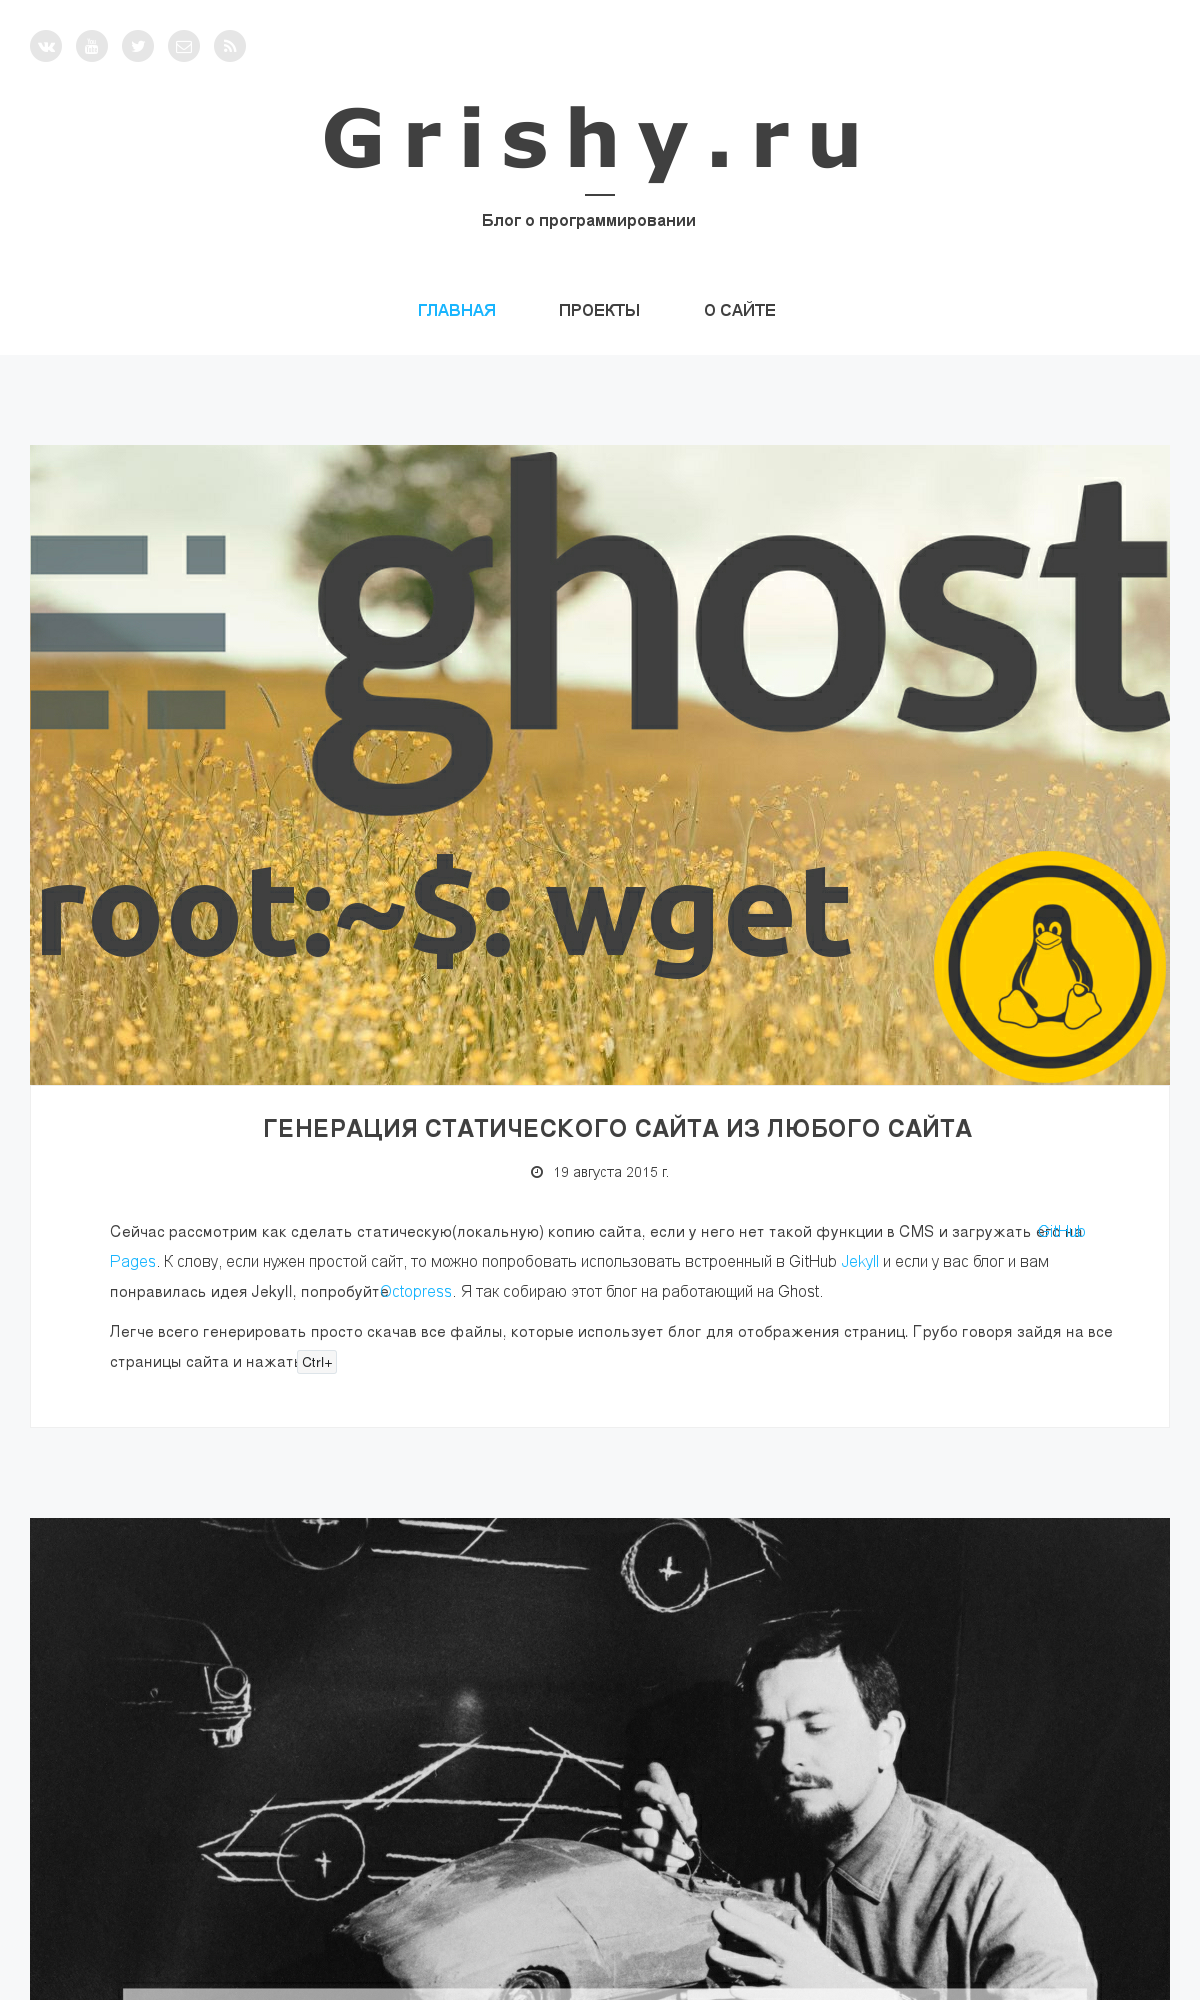 Grishy.ru
Блог о программировании
ГЛАВНАЯ ПРОЕКТЫ О САЙТЕ
ghost
root:~$: wget
ГЕНЕРАЦИЯ СТАТИЧЕСКОГО САЙТА ИЗ ЛЮБОГО САЙТА
19 августа 2015 г.
Сейчас рассмотрим как сделать статическую(локальную) копию сайта, если у него нет такой функции в CMS и загружать его на GitHub
Pages. К слову, если нужен простой сайт, то можно попробовать использовать встроенный в GitHub Jekyll и если у вас блог и вам
понравилась идея Jekyll, попробуйте Octopress. Я так собираю этот блог на работающий на Ghost.
Легче всего генерировать просто скачав все файлы, которые использует блог для отображения страниц. Грубо говоря зайдя на все
страницы сайта и нажать Ctrl+